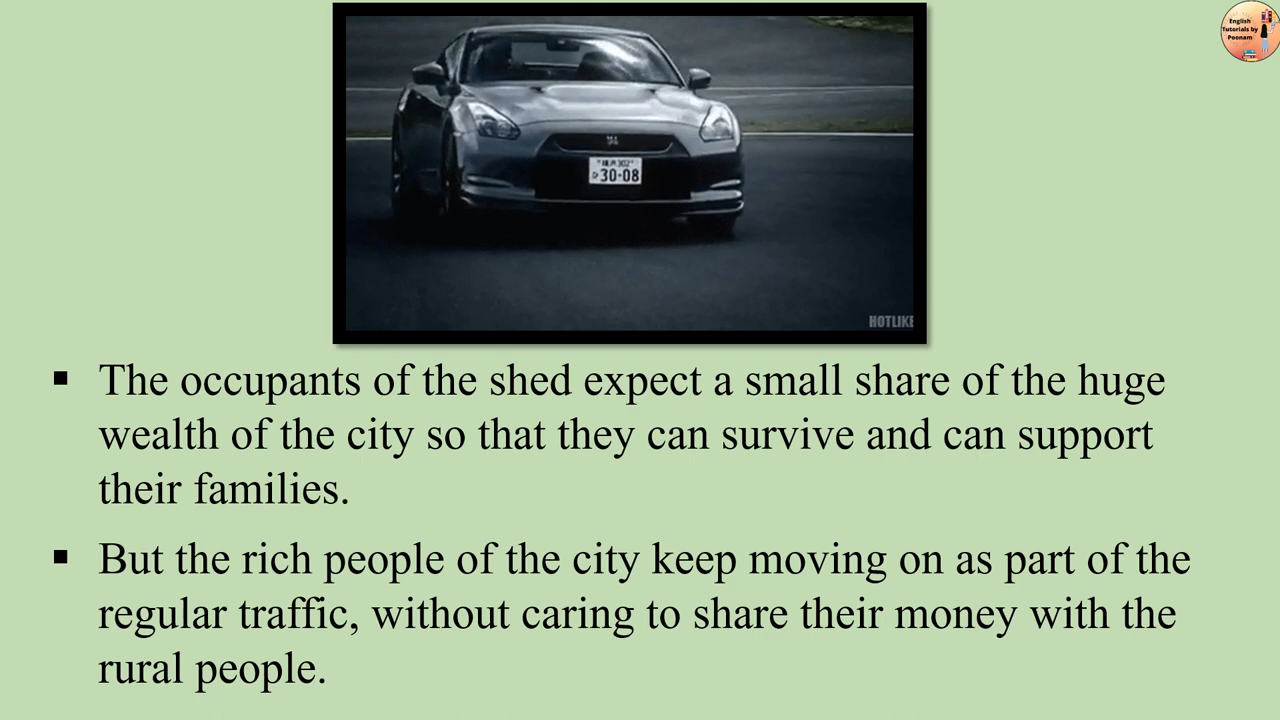 English
Tutorials by
Poonam
30-08
HOTLIKE
▪ The occupants of the shed expect a small share of the huge
wealth of the city so that they can survive and can support
their families.
▪ But the rich people of the city keep moving on as part of the
regular traffic, without caring to share their money with the
rural people.